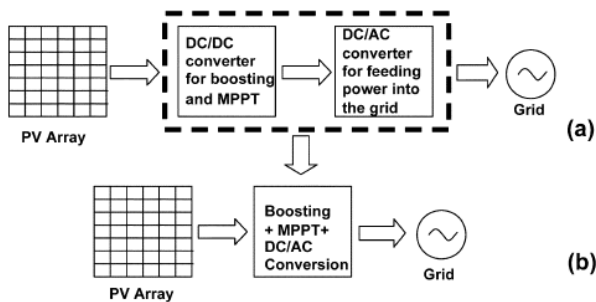 DC/DC
converter
for boosting
and MPPT
DC/AC
converter
for feeding
power into
the grid
PV Array
Grid
(a)
Boosting
+ MPPT+
DC/AC
Conversion
PV Array
Grid
(b)